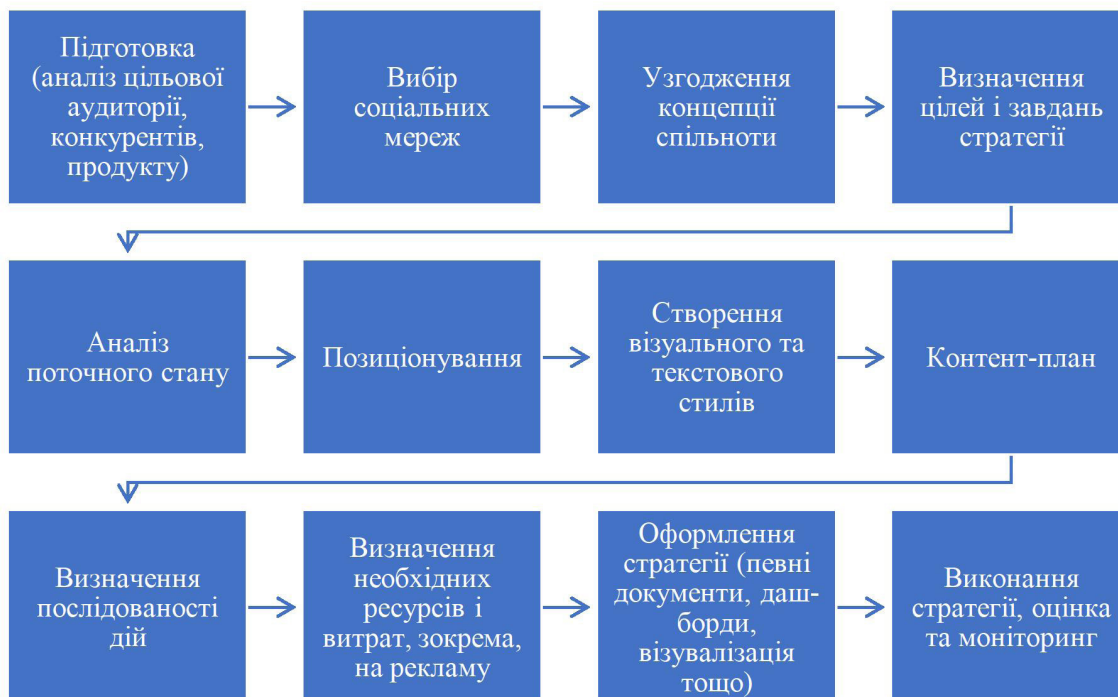 Підготовка
(аналіз цільової
аудиторії,
конкурентів,
продукту)
Вибір
соціальних
мереж
Узгодження
концепції
спільноти
Визначення
цілей і завдань
стратегії
Аналіз
поточного стану
Позиціонування
Створення
візуального та
текстового
стилів
Контент-план
Визначення
послідованості
дій
Визначення
необхідних
ресурсів і
витрат, зокрема,
на рекламу
Оформлення
стратегії (певні
документи, даш-
борди,
візувалізація
тощо)
Виконання
стратегії, оцінка
та моніторинг